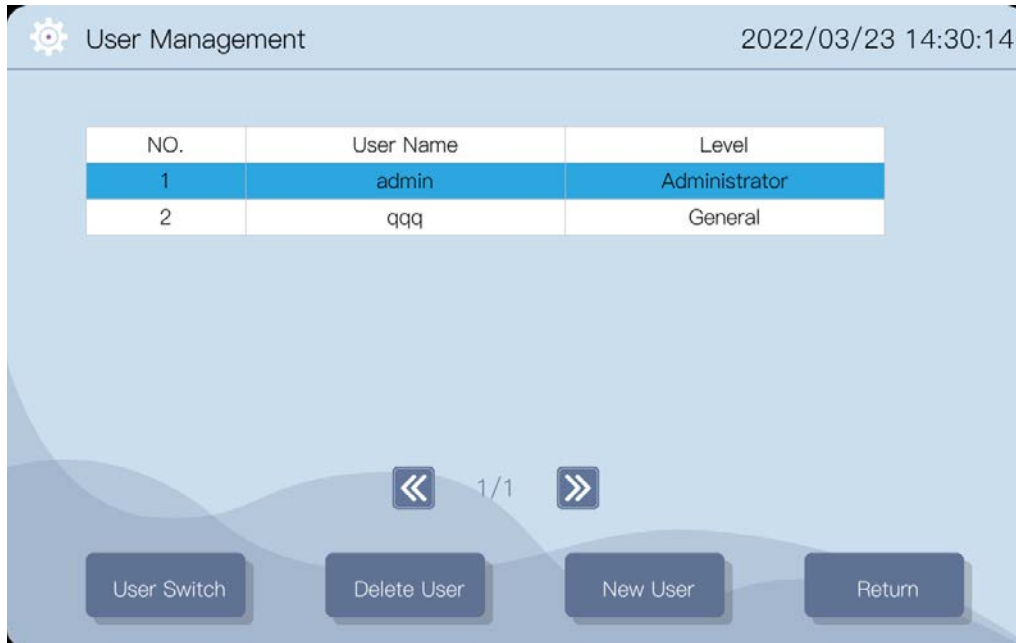 User Management 2022/03/23 14:30:14
NO. User Name Level
1 admin Administrator
2 qqq General
1/1
User Switch Delete User New User Return